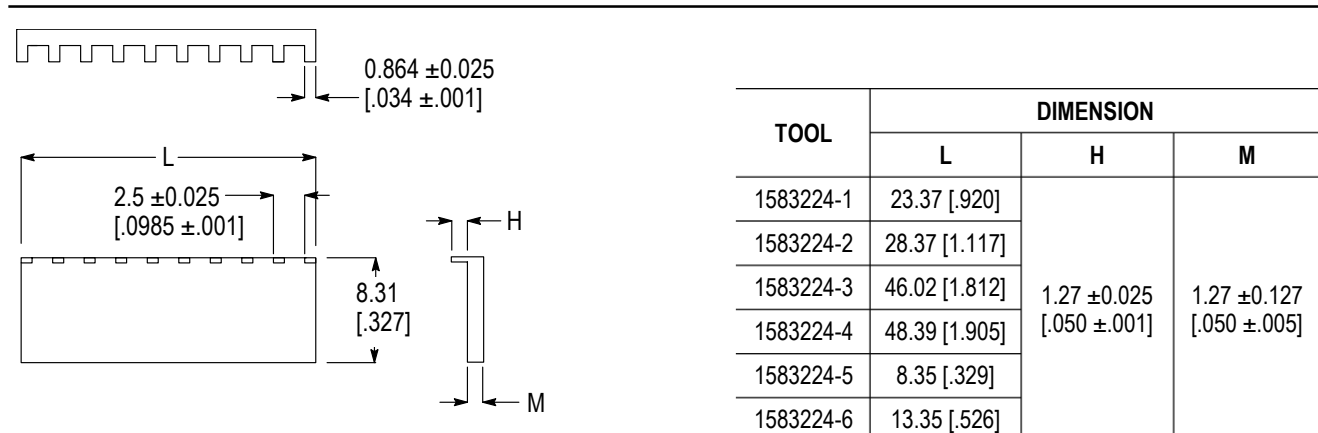 0.864 ±0.025
[.034 ±.001]
L
2.5 ±0.025
[.0985 ±.001]
H
8.31
[.327]
M
TOOL DIMENSION
L H M
1583224-1 23.37 [.920]
1583224-2 28.37 [1.117]
1583224-3 46.02 [1.812]
1583224-4 48.39 [1.905]
1583224-5 8.35 [.329]
1583224-6 13.35 [.526]
1.27 ±0.025
[.050 ±.001]
1.27 ±0.127
[.050 ±.005]